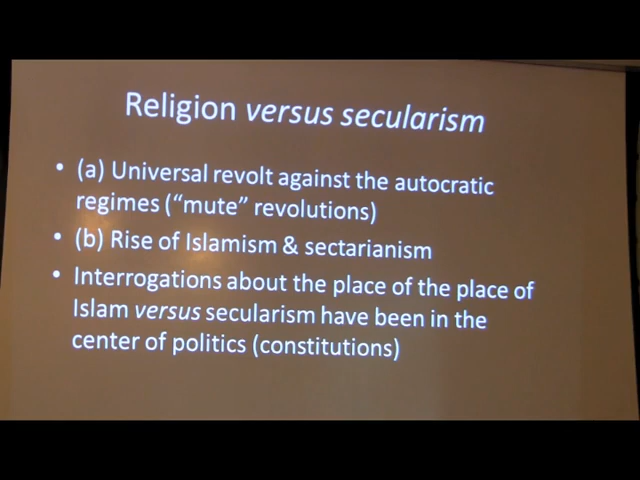 Religion versus secularism
• (a) Universal revolt against the autocratic
regimes (“mute” revolutions)
• (b) Rise of Islamism & sectarianism
• Interrogations about the place of the place of
Islam versus secularism have been in the
center of politics (constitutions)